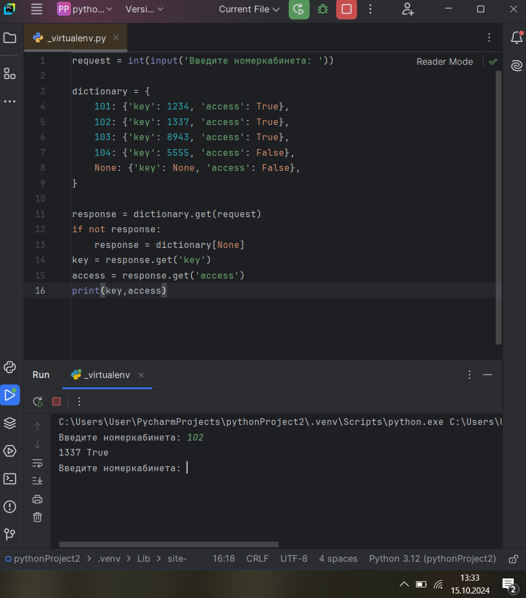 PP pytho...
Versi...
Current File
_virtualenv.py
1 request = int(input('Введите номеркабинета: '))
Reader Mode
2
3 dictionary = {
4 101: {'key': 1234, 'access': True},
5 102: {'key': 1337, 'access': True},
6 103: {'key': 8943, 'access': True},
7 104: {'key': 5555, 'access': False},
8 None: {'key': None, 'access': False},
9 }
10
11 response = dictionary.get(request)
12 if not response:
13 response = dictionary[None]
14 key = response.get('key')
15 access = response.get('access')
16 print(key,access)
Run _virtualenv
C:\Users\User\PycharmProjects\pythonProject2\.venv\Scripts\python.exe C:\Users\
Введите номеркабинета: 102
1337 True
Введите номеркабинета:
pythonProject2 > .venv > Lib > site- 16:18 CRLF UTF-8 4 spaces Python 3.12 (pythonProject2)
13:33
15.10.2024
2